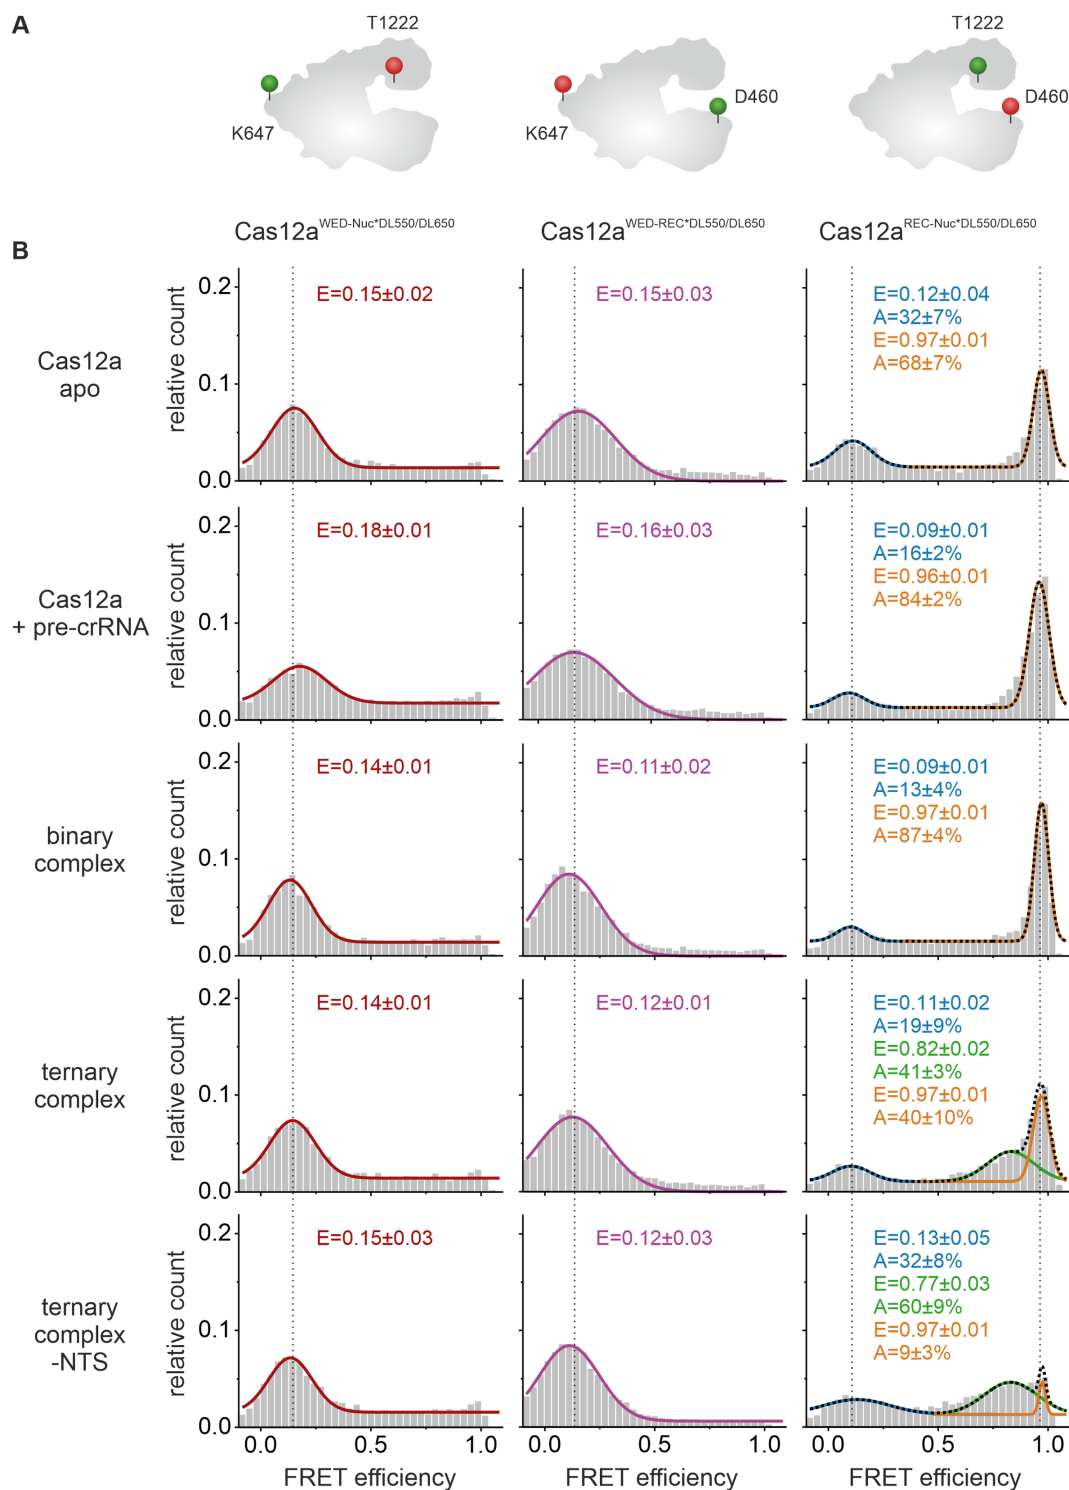 A
T1222
K647
K647
D460
T1222
D460
Cas12a^WED-Nuc*DL550/DL650
Cas12a^WED-REC*DL550/DL650
Cas12a^REC-Nuc*DL550/DL650
B
Cas12a
apo
relative count
0.2
0.1
0.0
E=0.15±0.02
E=0.15±0.03
E=0.12±0.04
A=32±7%
E=0.97±0.01
A=68±7%
Cas12a
+ pre-crRNA
relative count
0.2
0.1
0.0
E=0.18±0.01
E=0.16±0.03
E=0.09±0.01
A=16±2%
E=0.96±0.01
A=84±2%
binary
complex
relative count
0.2
0.1
0.0
E=0.14±0.01
E=0.11±0.02
E=0.09±0.01
A=13±4%
E=0.97±0.01
A=87±4%
ternary
complex
relative count
0.2
0.1
0.0
E=0.14±0.01
E=0.12±0.01
E=0.11±0.02
A=19±9%
E=0.82±0.02
A=41±3%
E=0.97±0.01
A=40±10%
ternary
complex
-NTS
relative count
0.2
0.1
0.0
E=0.15±0.03
E=0.12±0.03
E=0.13±0.05
A=32±8%
E=0.77±0.03
A=60±9%
E=0.97±0.01
A=9±3%
0.0 0.5 1.0
0.0 0.5 1.0
0.0 0.5 1.0
FRET efficiency
FRET efficiency
FRET efficiency